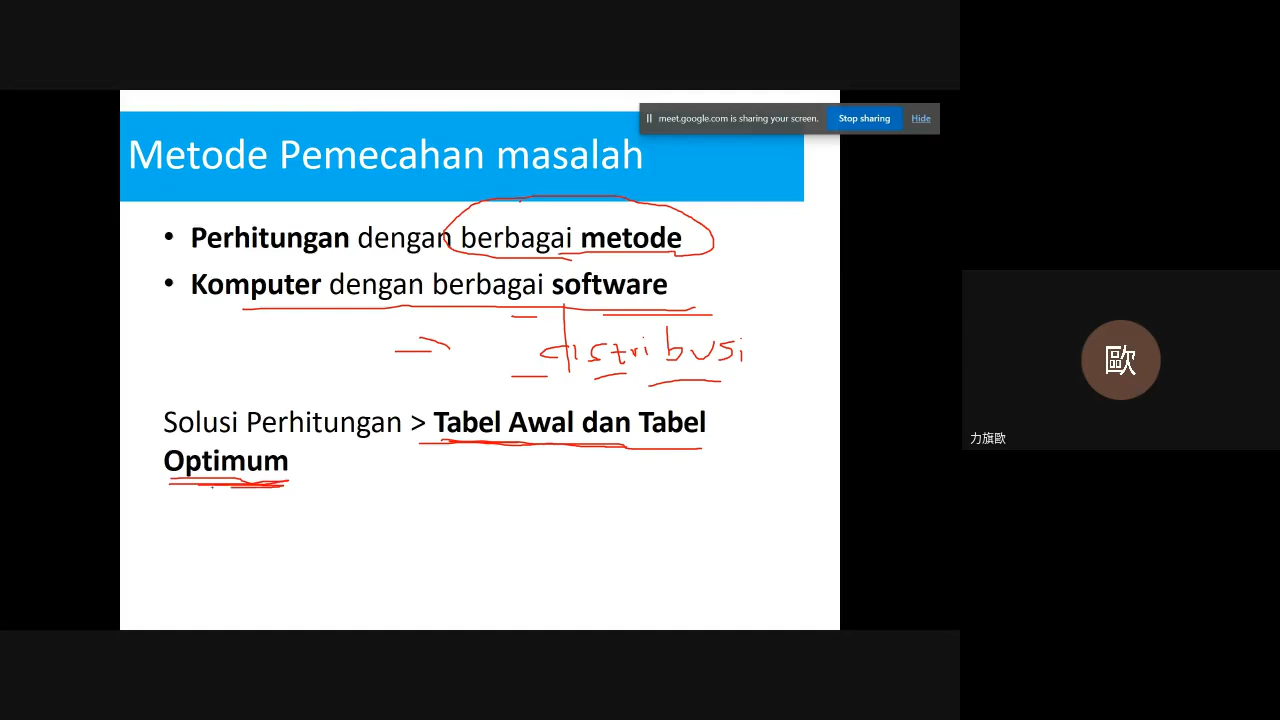 meet.google.com is sharing your screen. Stop sharing Hide
Metode Pemecahan masalah
• Perhitungan dengan berbagai metode
• Komputer dengan berbagai software
distribusi
Solusi Perhitungan > Tabel Awal dan Tabel
Optimum
歐
力旗歐